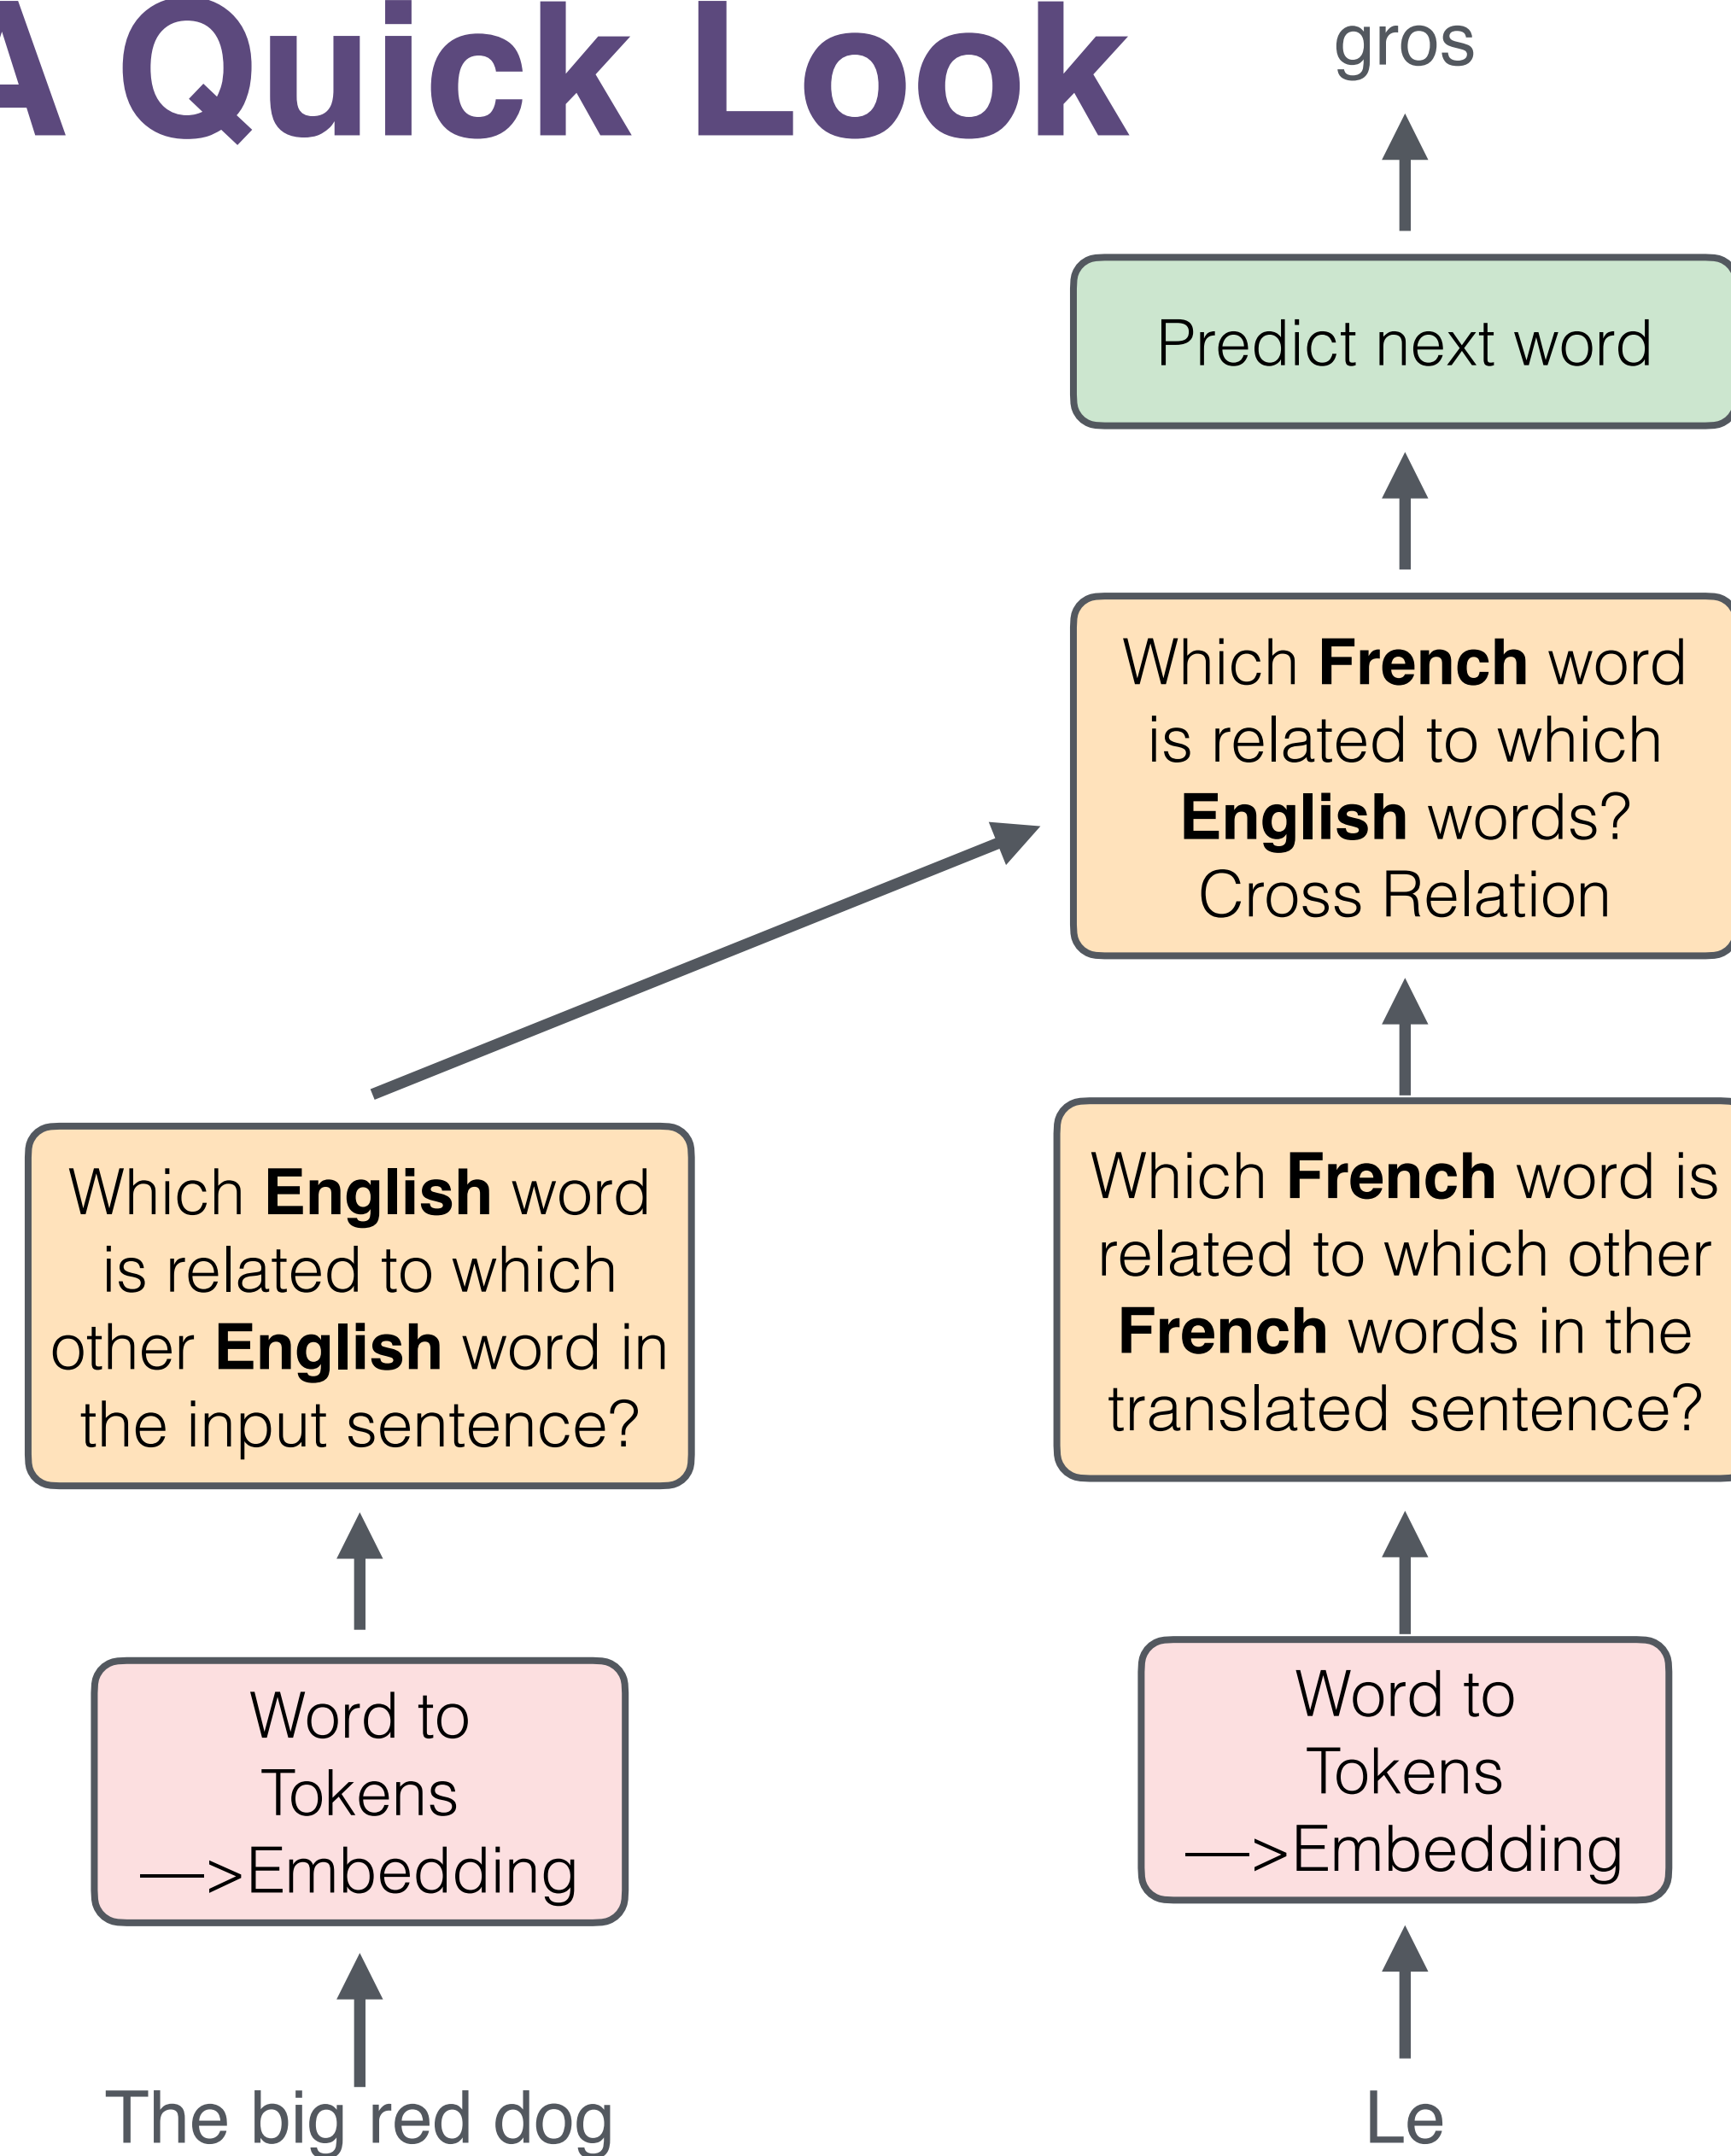 A Quick Look
gros
Predict next word
Which French word
is related to which
English words?
Cross Relation
Which English word
is related to which
other English word in
the input sentence?
Which French word is
related to which other
French words in the
translated sentence?
Word to
Tokens
—>Embedding
Word to
Tokens
—>Embedding
The big red dog
Le